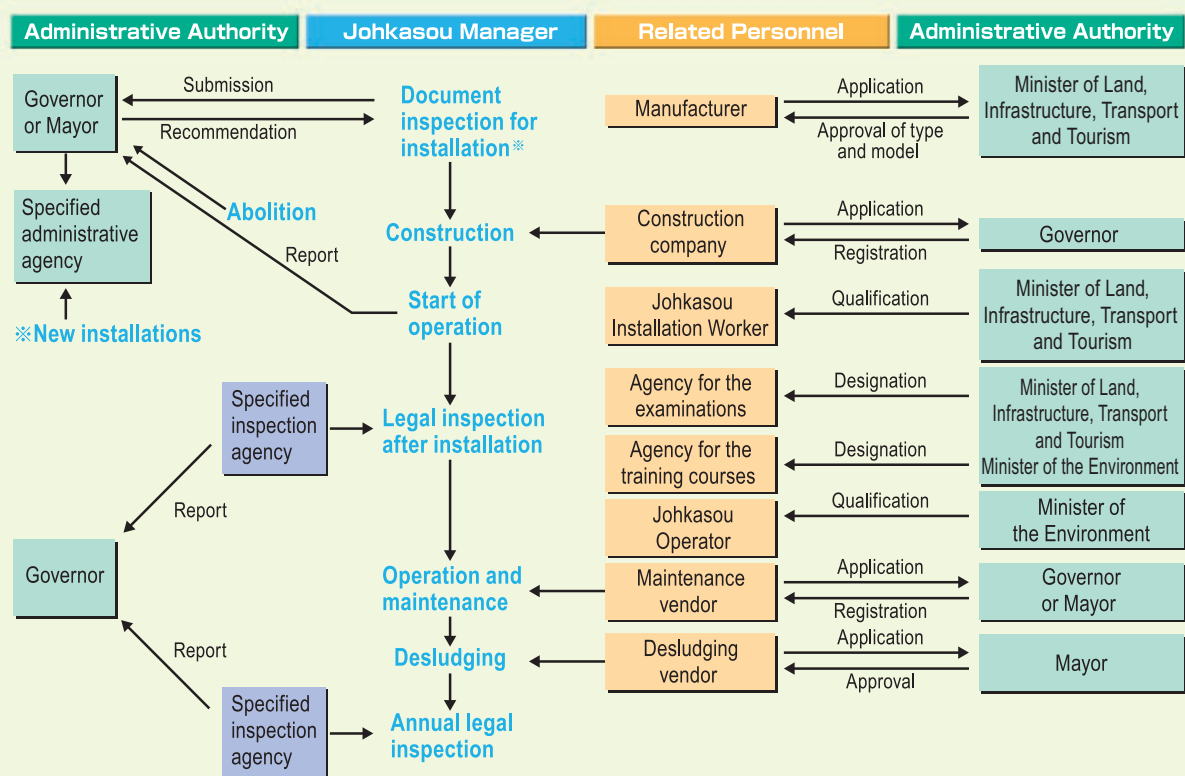 Administrative Authority
Johkasou Manager
Related Personnel
Administrative Authority
Governor
or Mayor
Submission
Recommendation
Document
inspection for
installation※
Manufacturer
Application
Approval of type
and model
Minister of Land,
Infrastructure, Transport
and Tourism
Specified
administrative
agency
Abolition
Report
※New installations
Construction
Construction
company
Application
Registration
Governor
Start of
operation
Johkasou
Installation Worker
Qualification
Minister of Land,
Infrastructure, Transport
and Tourism
Specified
inspection
agency
Legal inspection
after installation
Agency for the
examinations
Designation
Agency for the
training courses
Designation
Minister of Land,
Infrastructure, Transport
and Tourism
Minister of the Environment
Report
Governor
Johkasou
Operator
Qualification
Minister of
the Environment
Operation and
maintenance
Maintenance
vendor
Application
Registration
Governor
or Mayor
Report
Desludging
Desludging
vendor
Application
Approval
Mayor
Specified
inspection
agency
Annual legal
inspection